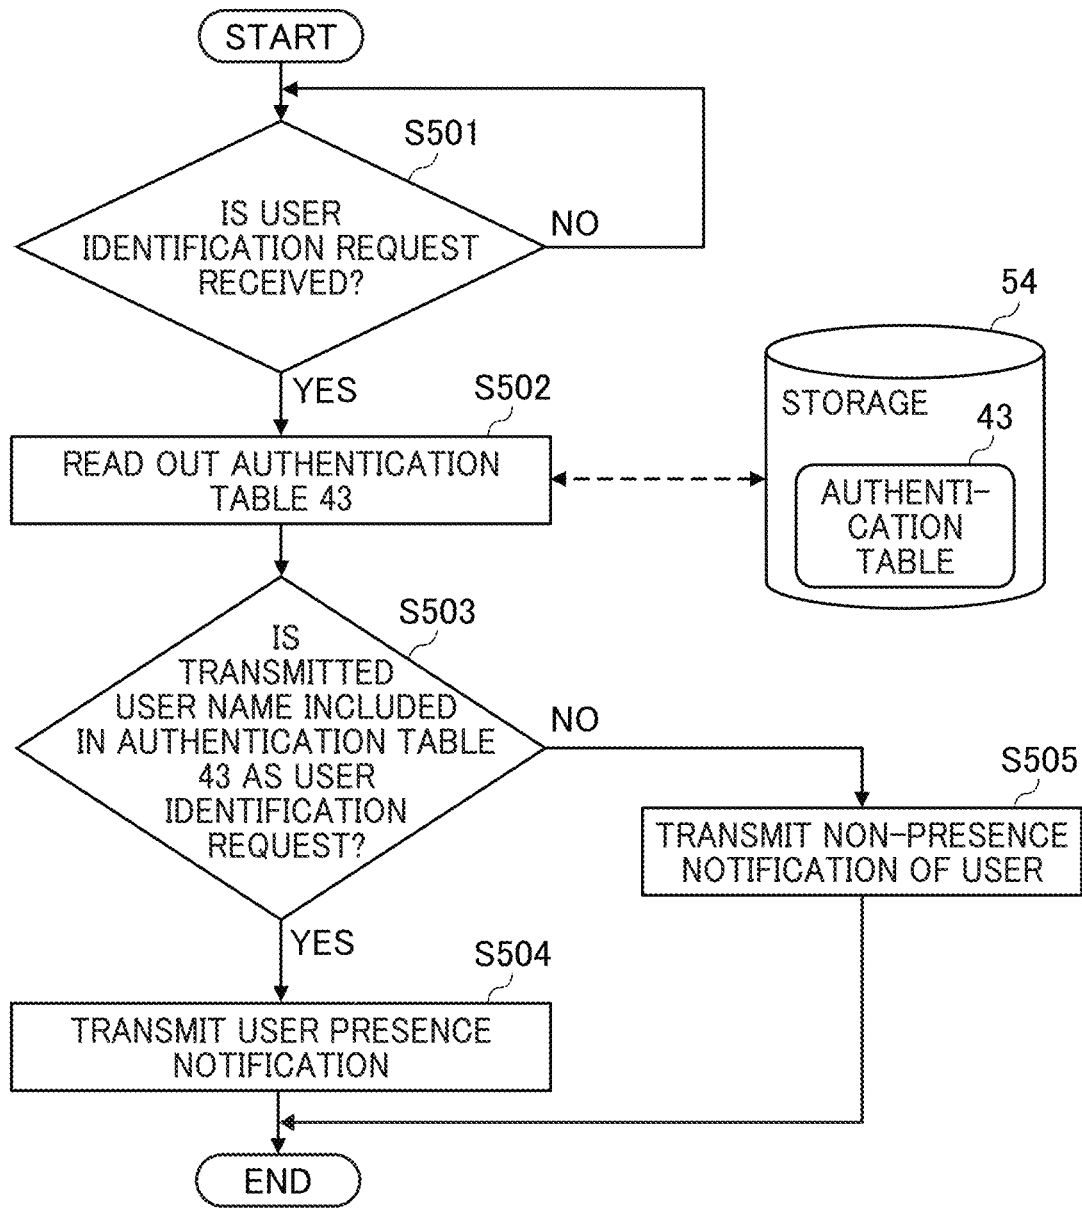 START
S501
IS USER
IDENTIFICATION REQUEST
RECEIVED?
NO
YES
54
STORAGE
43
AUTHENTI-
CATION
TABLE
S502
READ OUT AUTHENTICATION
TABLE 43
S503
IS
TRANSMITTED
USER NAME INCLUDED
IN AUTHENTICATION TABLE
43 AS USER
IDENTIFICATION
REQUEST?
NO
YES
S505
TRANSMIT NON-PRESENCE
NOTIFICATION OF USER
S504
TRANSMIT USER PRESENCE
NOTIFICATION
END